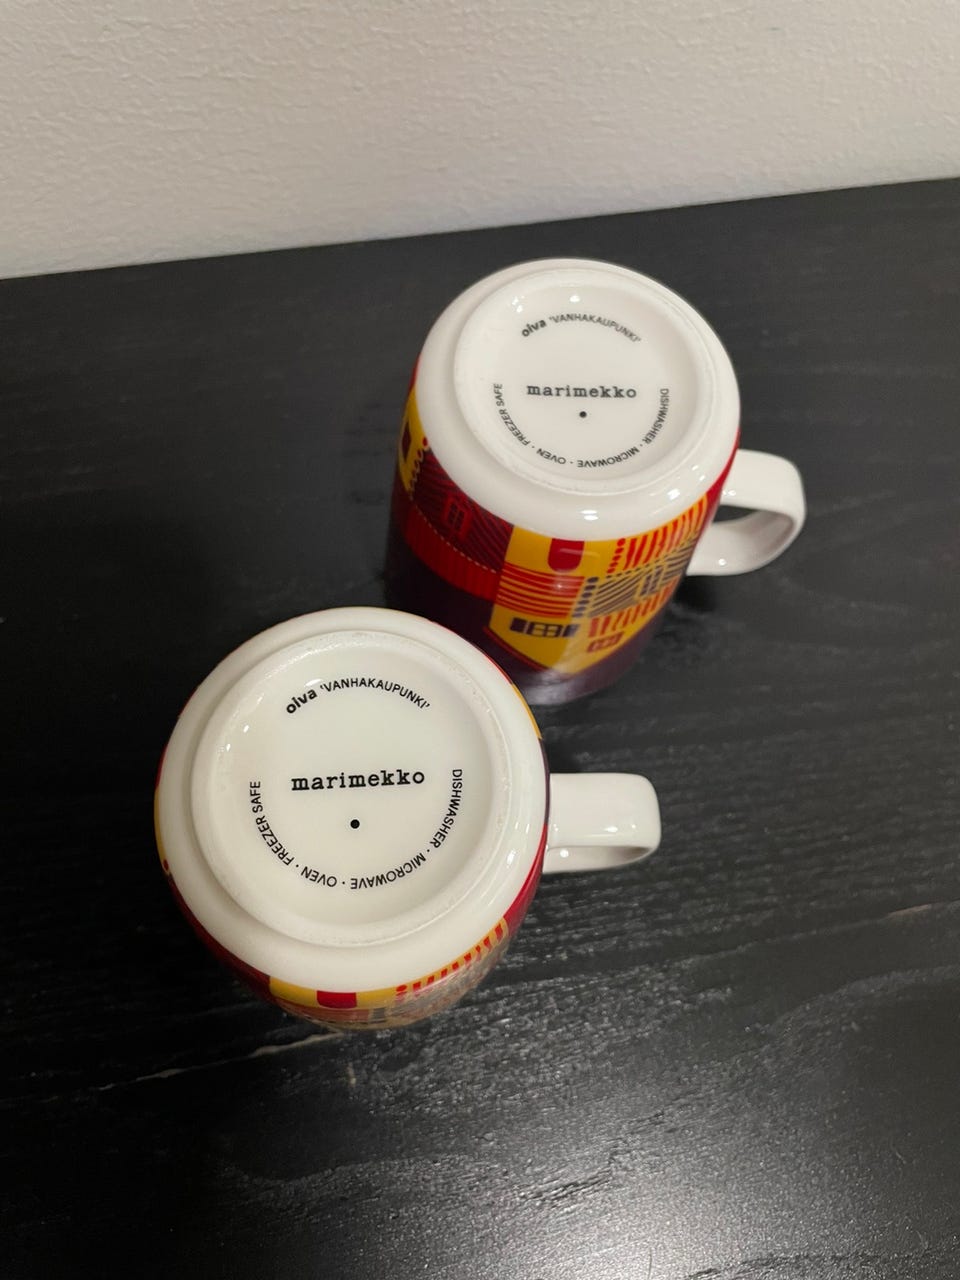 oiva 'VANHAKAUPUNKI'
marimekko
DISHWASHER · MICROWAVE · OVEN · FREEZER SAFE
oiva 'VANHAKAUPUNKI'
marimekko
DISHWASHER · MICROWAVE · OVEN · FREEZER SAFE